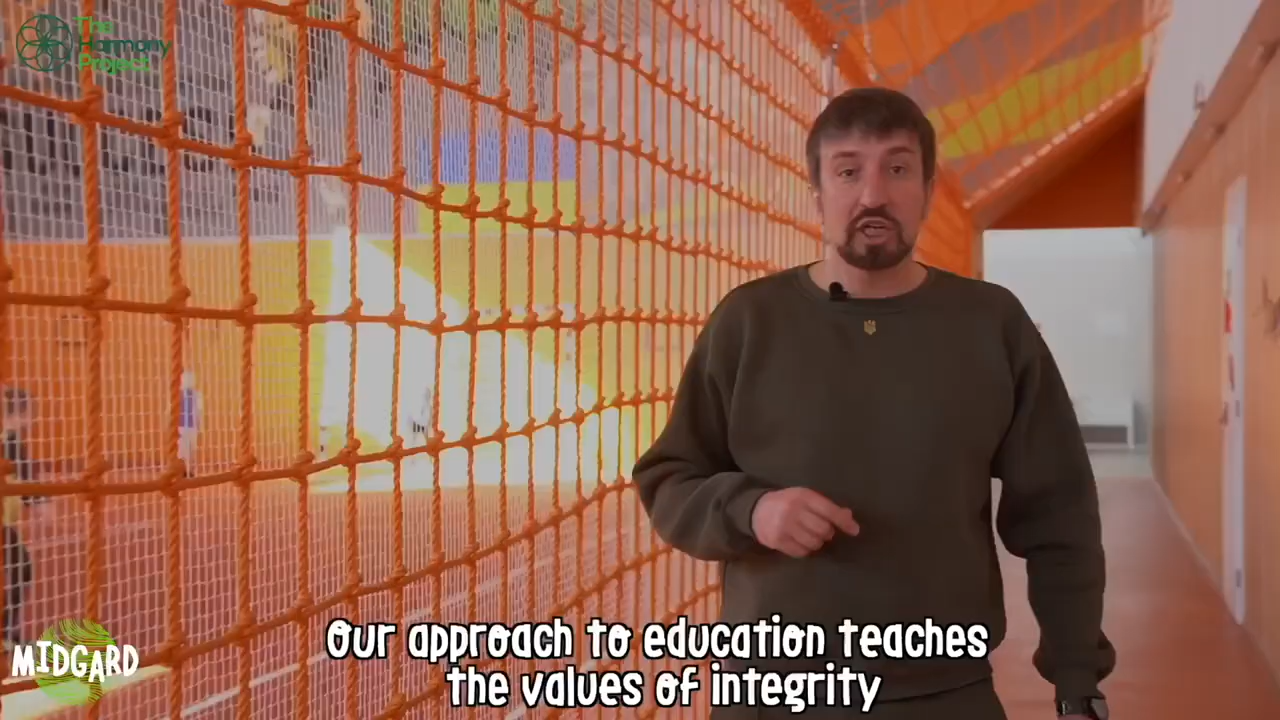 The
Harmony
Project
MIDGARD
Our approach to education teaches
the values of integrity